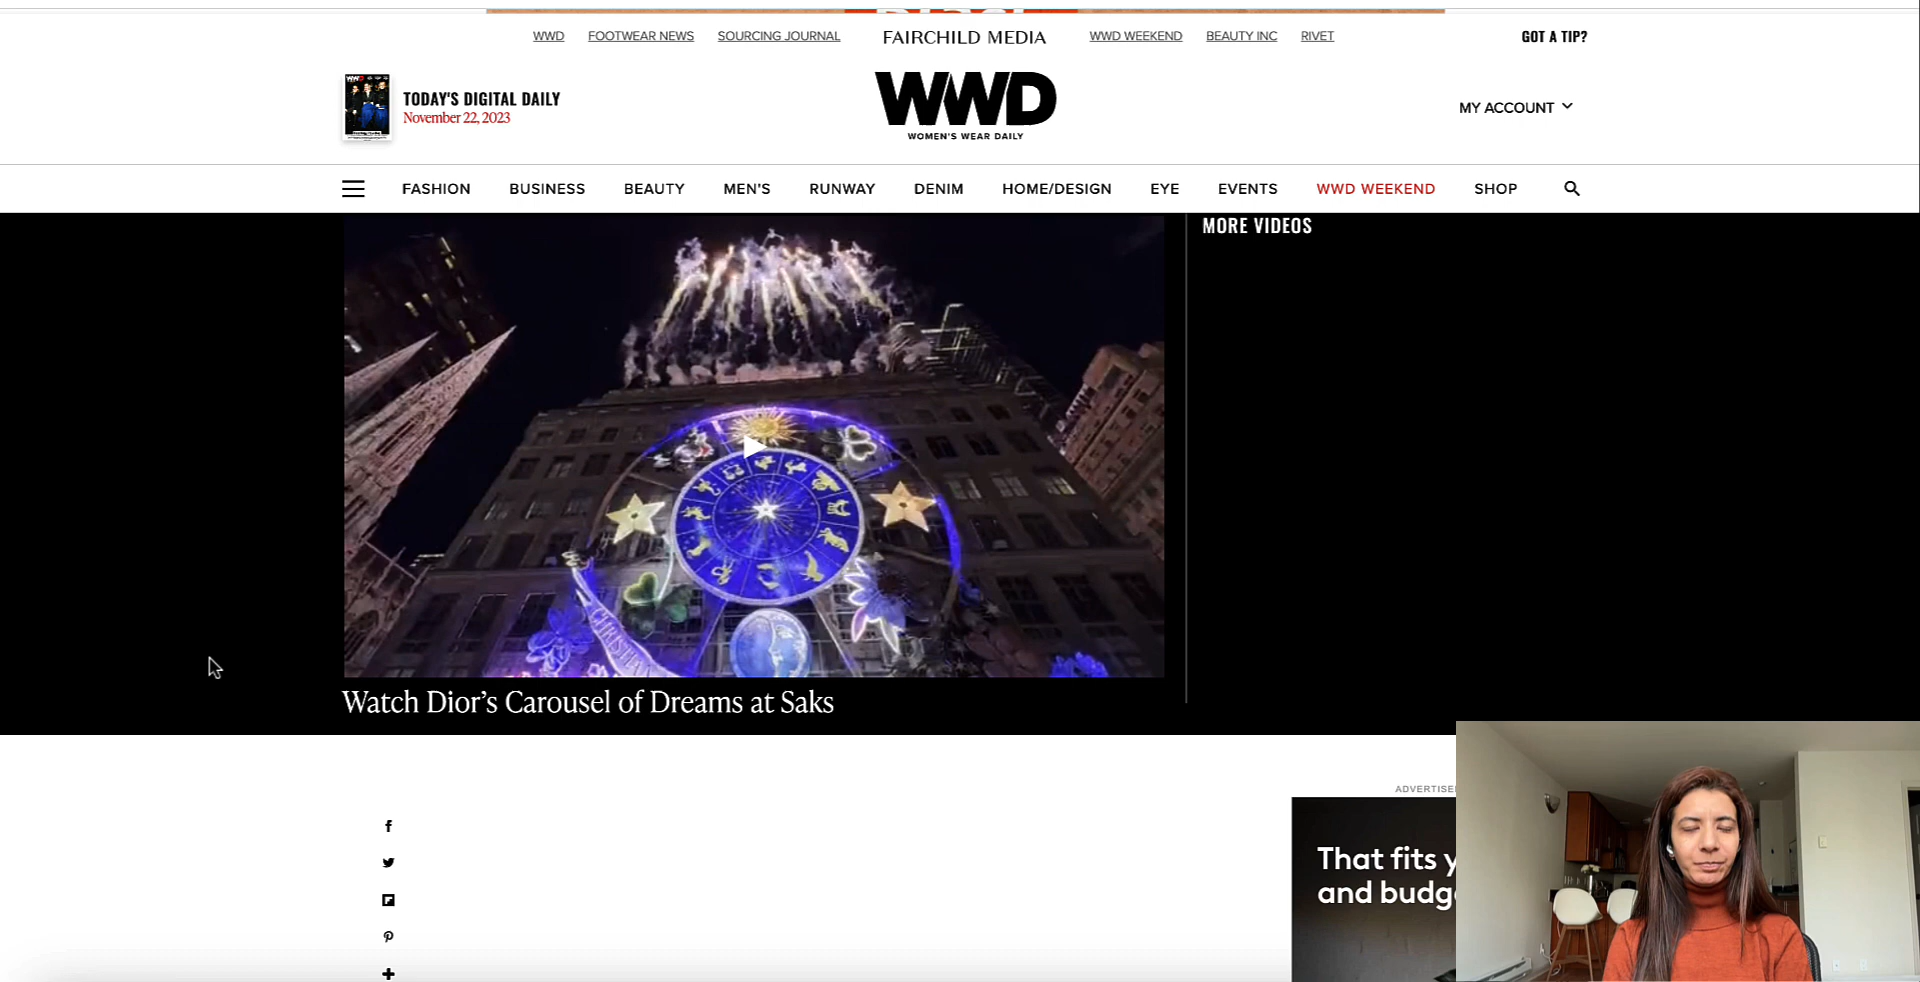 WWD FOOTWEAR NEWS SOURCING JOURNAL FAIRCHILD MEDIA WWD WEEKEND BEAUTY INC RIVET GOT A TIP?
TODAY'S DIGITAL DAILY
November 22, 2023
WWD
WOMEN'S WEAR DAILY
MY ACCOUNT
FASHION BUSINESS BEAUTY MEN'S RUNWAY DENIM HOME/DESIGN EYE EVENTS WWD WEEKEND SHOP
MORE VIDEOS
CHRISTIAN
Watch Dior's Carousel of Dreams at Saks
That fits
and